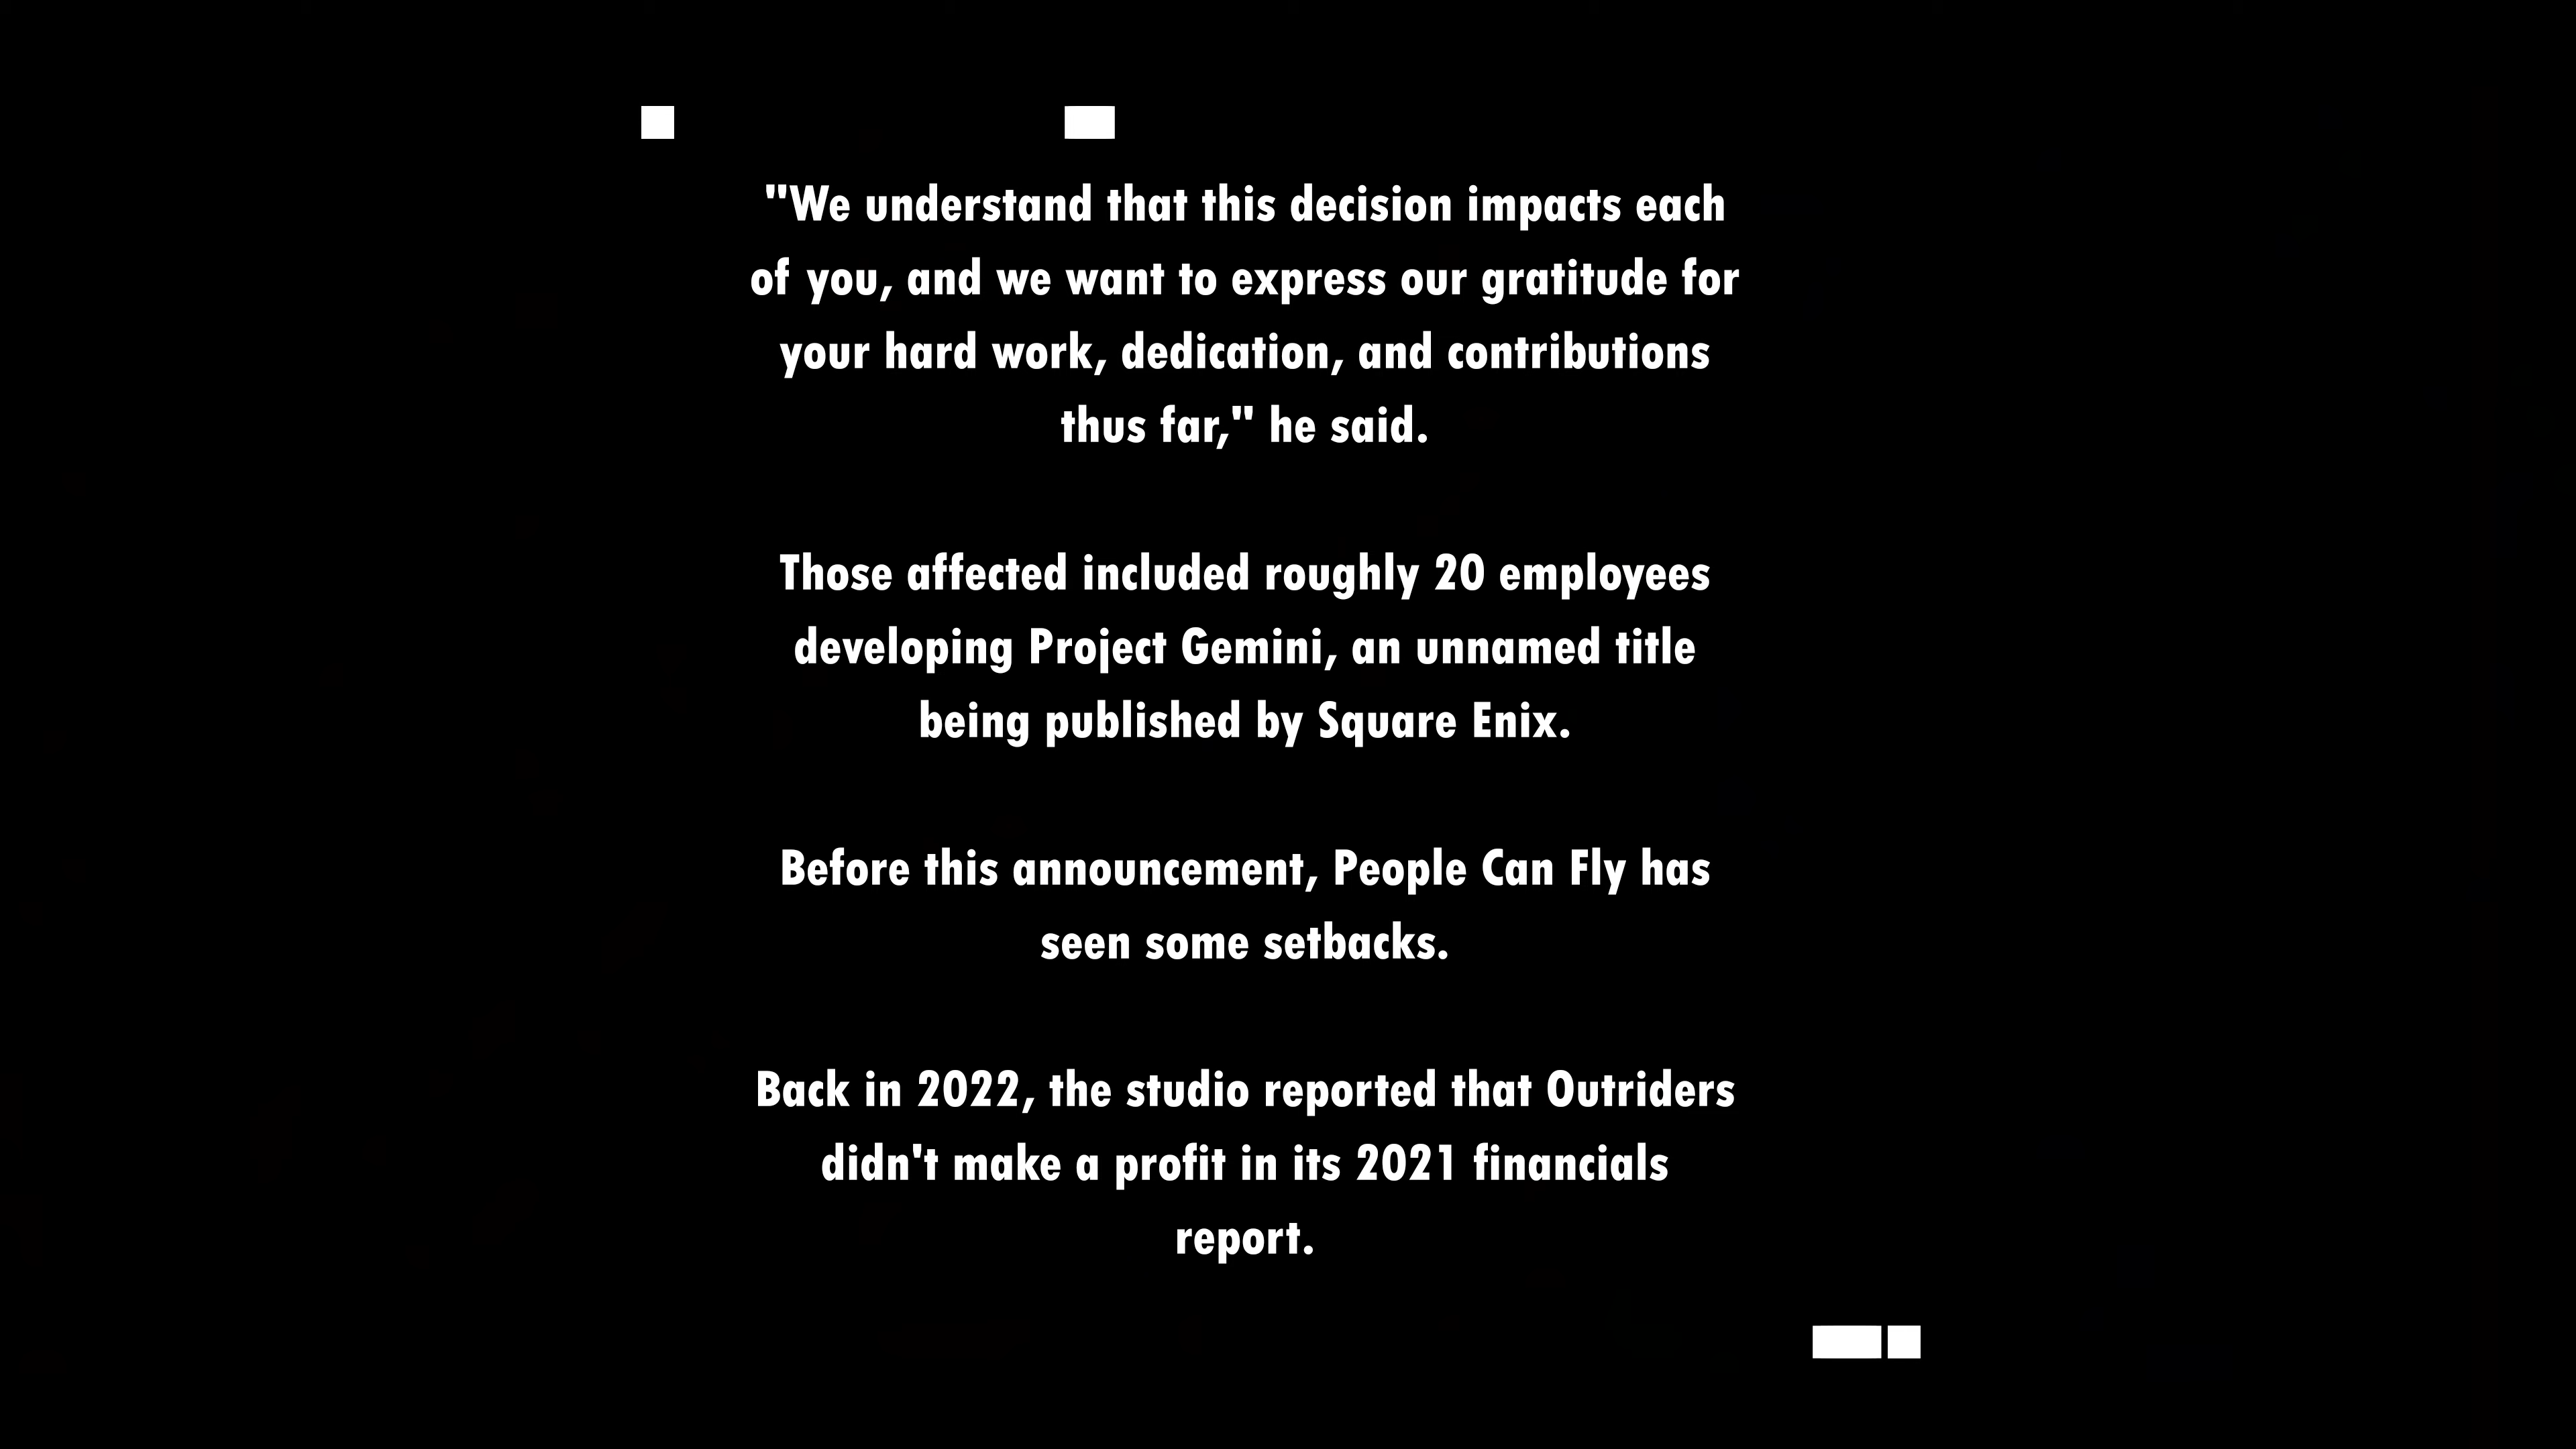 "We understand that this decision impacts each
of you, and we want to express our gratitude for
your hard work, dedication, and contributions
thus far," he said.
Those affected included roughly 20 employees
developing Project Gemini, an unnamed title
being published by Square Enix.
Before this announcement, People Can Fly has
seen some setbacks.
Back in 2022, the studio reported that Outriders
didn't make a profit in its 2021 financials
report.